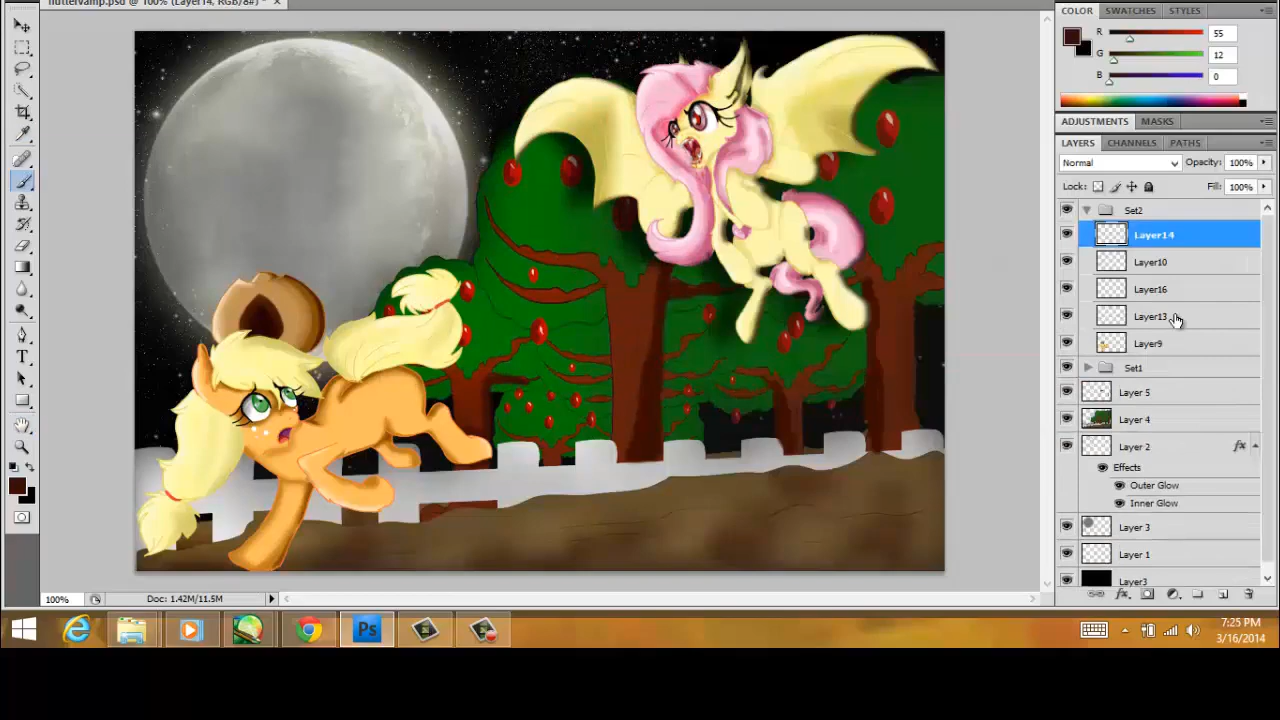 fluttervamp.psd @ 100% (Layer14, RGB/8#) * ×
COLOR SWATCHES STYLES
R 55
G 12
B 0
ADJUSTMENTS MASKS
LAYERS CHANNELS PATHS
Normal Opacity: 100%
Lock: Fill: 100%
Set2
Layer14
Layer10
Layer16
Layer13
Layer9
Set1
Layer 5
Layer 4
Layer 2 fx
Effects
Outer Glow
Inner Glow
Layer 3
Layer 1
Layer3
100% Doc: 1.42M/11.5M
fx
T
Ps
7:25 PM
3/16/2014